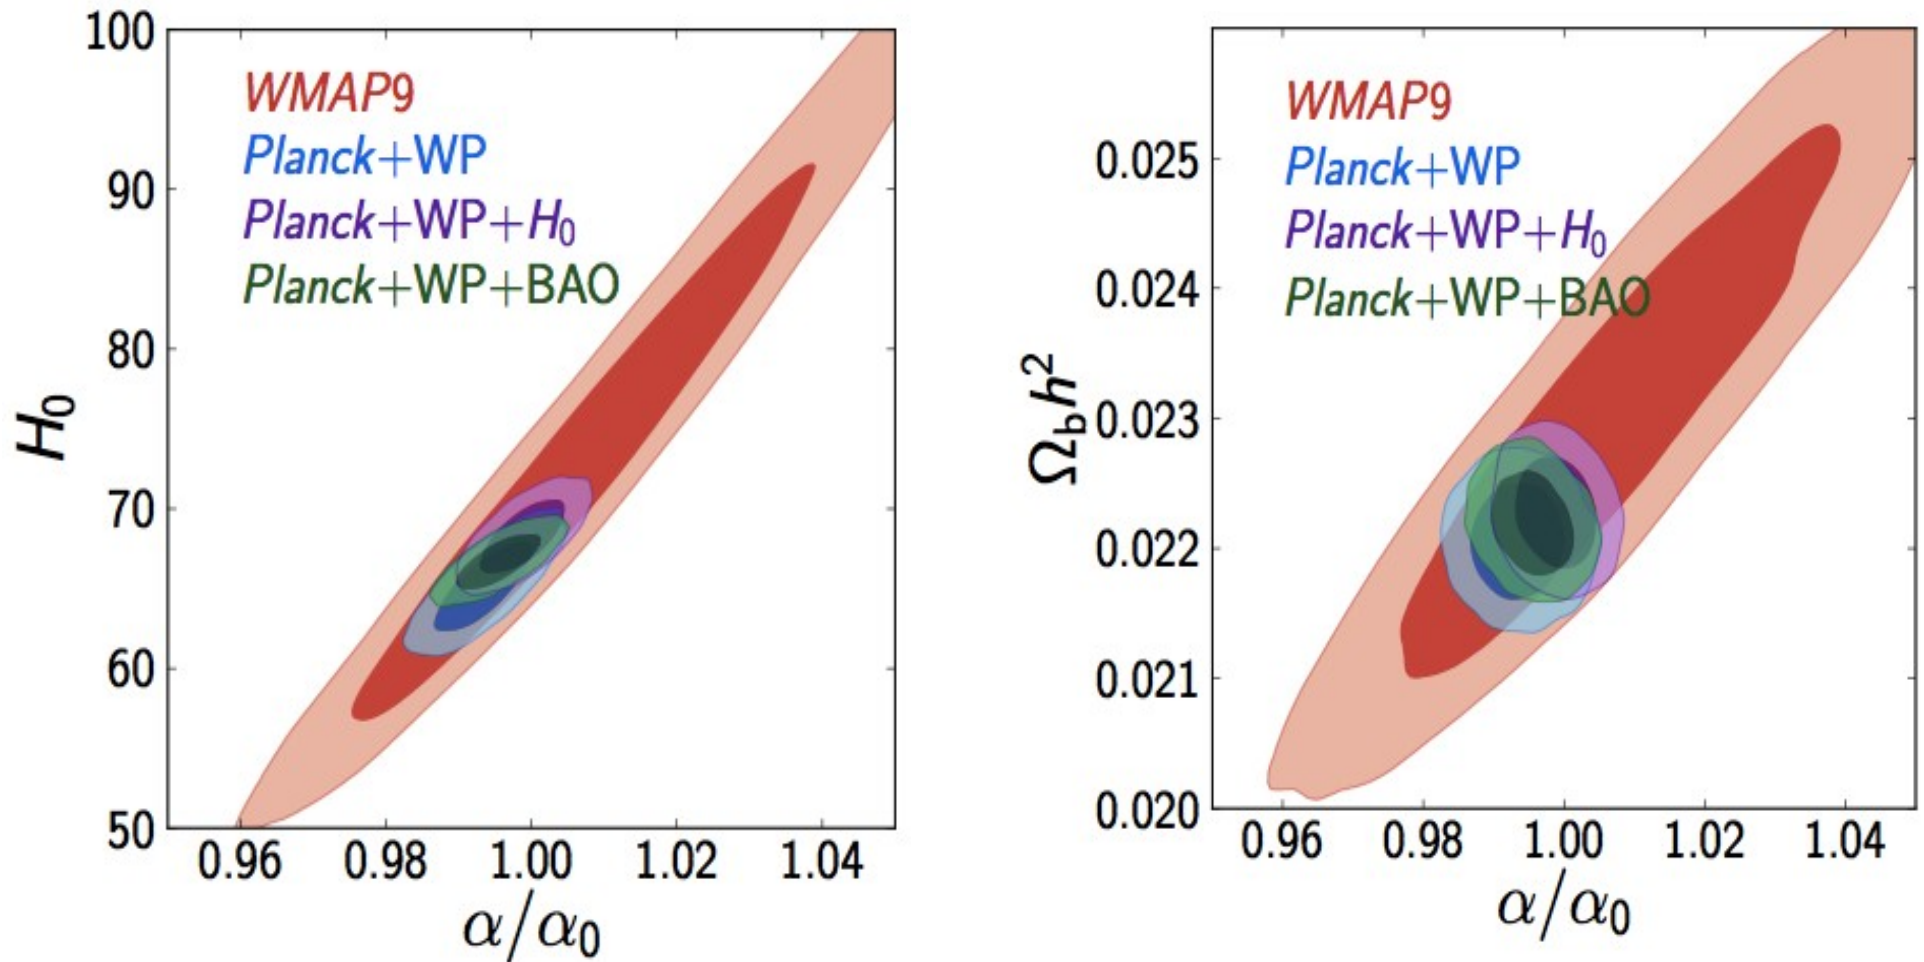 100
90
80
70
60
50
H₀
WMAP9
Planck+WP
Planck+WP+H₀
Planck+WP+BAO
0.96 0.98 1.00 1.02 1.04
α/α₀
0.025
0.024
0.023
0.022
0.021
0.020
Ω_b h²
WMAP9
Planck+WP
Planck+WP+H₀
Planck+WP+BAO
0.96 0.98 1.00 1.02 1.04
α/α₀